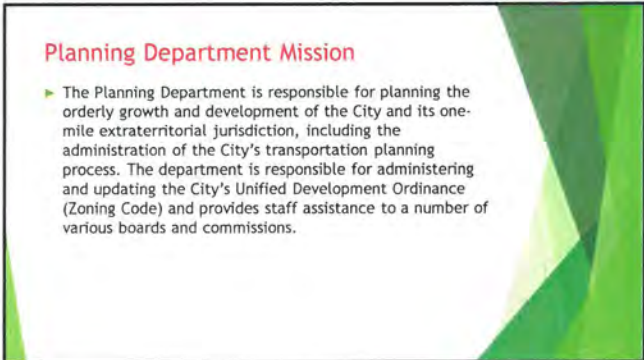 Planning Department Mission
The Planning Department is responsible for planning the
orderly growth and development of the City and its one-
mile extraterritorial jurisdiction, including the
administration of the City's transportation planning
process. The department is responsible for administering
and updating the City's Unified Development Ordinance
(Zoning Code) and provides staff assistance to a number of
various boards and commissions.